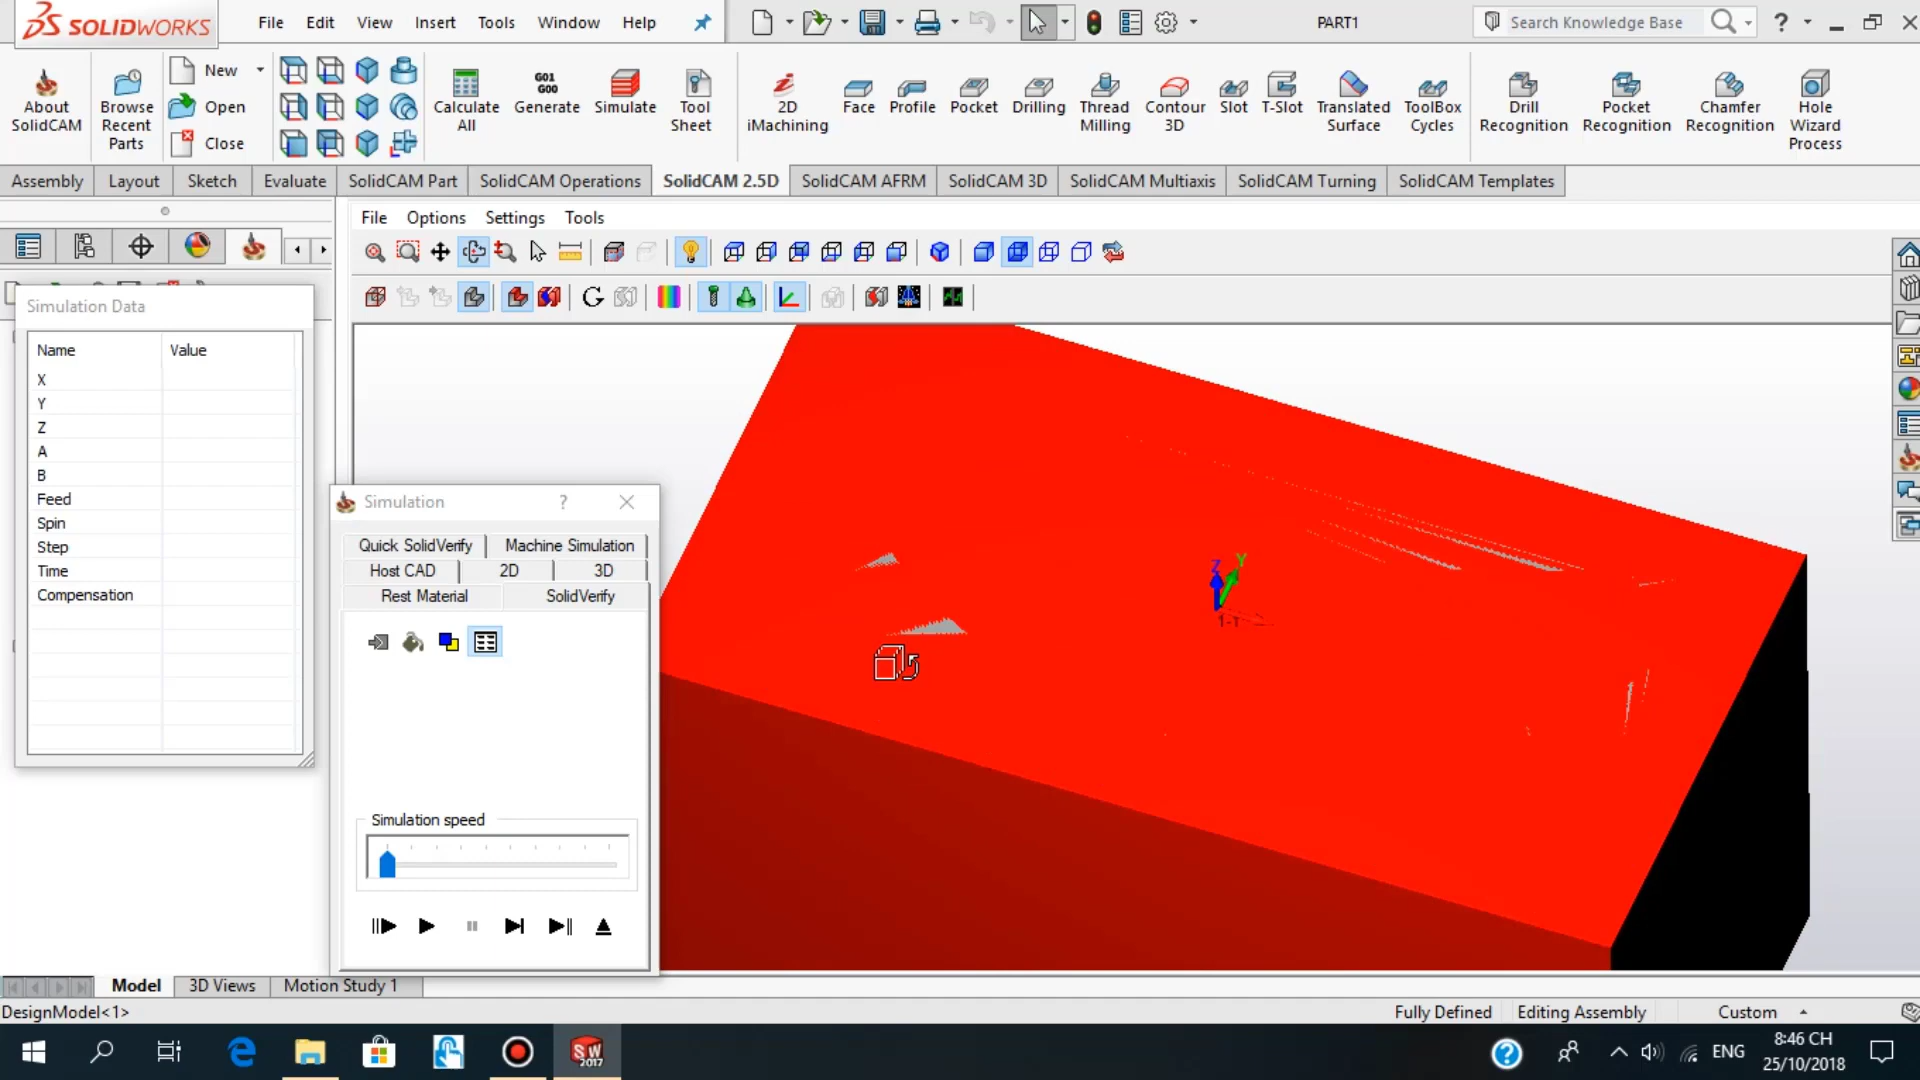 SOLIDWORKS
File Edit View Insert Tools Window Help
PART1
Search Knowledge Base
?
About SolidCAM
Browse Recent Parts
New
Open
Close
Calculate All
G01 G00
Generate
Simulate
Tool Sheet
2D iMachining
Face
Profile
Pocket
Drilling
Thread Milling
Contour 3D
Slot
T-Slot
Translated Surface
ToolBox Cycles
Drill Recognition
Pocket Recognition
Chamfer Recognition
Hole Wizard Process
Assembly Layout Sketch Evaluate SolidCAM Part SolidCAM Operations SolidCAM 2.5D SolidCAM AFRM SolidCAM 3D SolidCAM Multiaxis SolidCAM Turning SolidCAM Templates
File Options Settings Tools
Simulation Data
Name Value
X
Y
Z
A
B
Feed
Spin
Step
Time
Compensation
Simulation ?
Quick SolidVerify Machine Simulation
Host CAD 2D 3D
Rest Material SolidVerify
Simulation speed
Z Y
Model 3D Views Motion Study 1
DesignModel<1>
Fully Defined Editing Assembly Custom
SW 2017
ENG
8:46 CH
25/10/2018